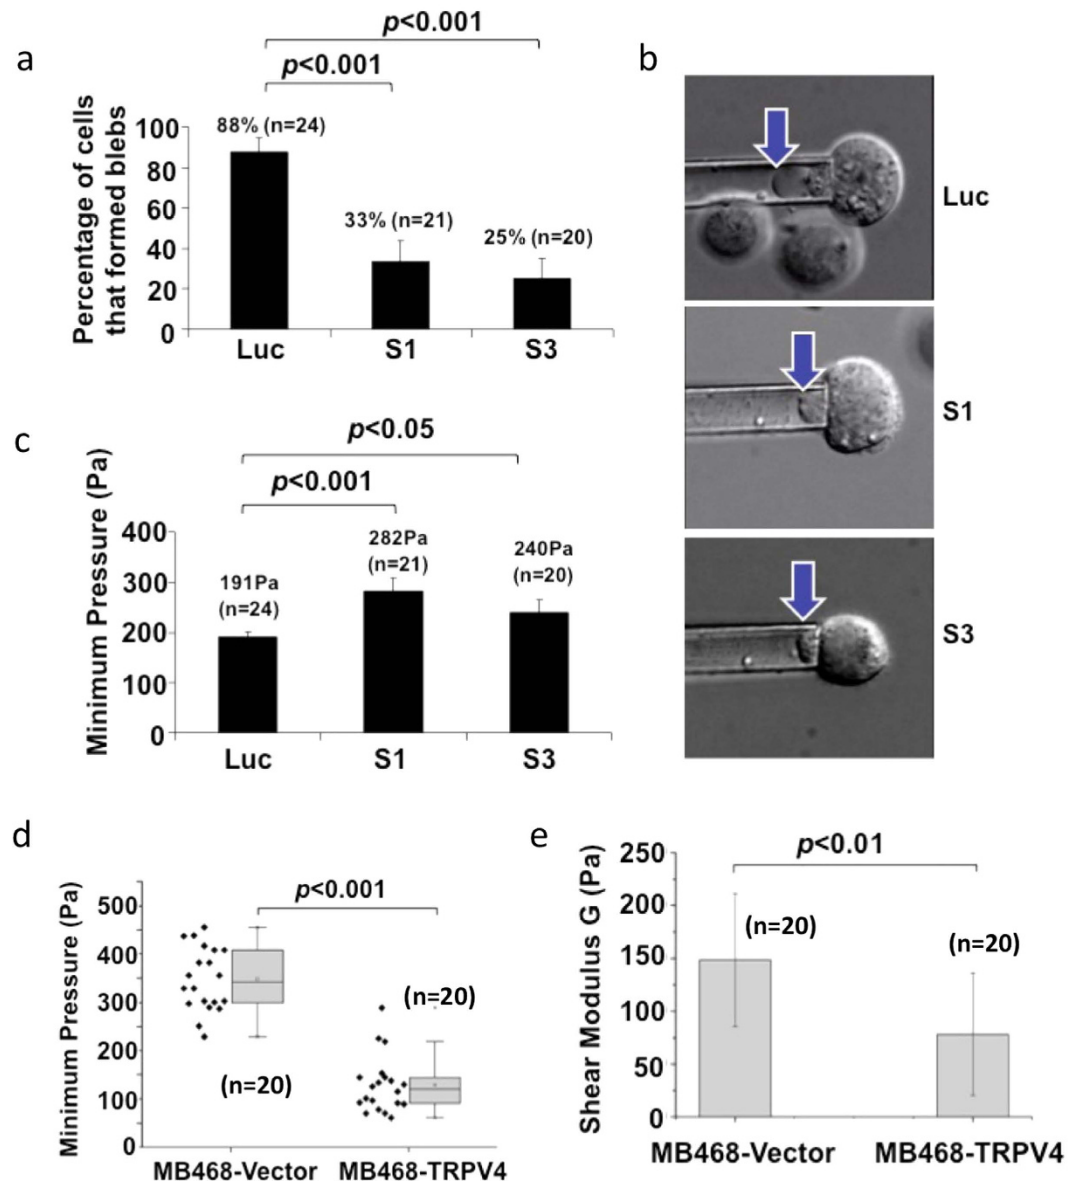 a
p<0.001
p<0.001
Percentage of cells
that formed blebs
100
80
60
40
20
0
88% (n=24)
33% (n=21)
25% (n=20)
Luc
S1
S3
b
Luc
S1
S3
c
p<0.05
p<0.001
Minimum Pressure (Pa)
400
300
200
100
0
191Pa
(n=24)
282Pa
(n=21)
240Pa
(n=20)
Luc
S1
S3
d
p<0.001
Minimum Pressure (Pa)
500
400
300
200
100
0
(n=20)
(n=20)
MB468-Vector
MB468-TRPV4
e
p<0.01
Shear Modulus G (Pa)
250
200
150
100
50
0
(n=20)
(n=20)
MB468-Vector
MB468-TRPV4